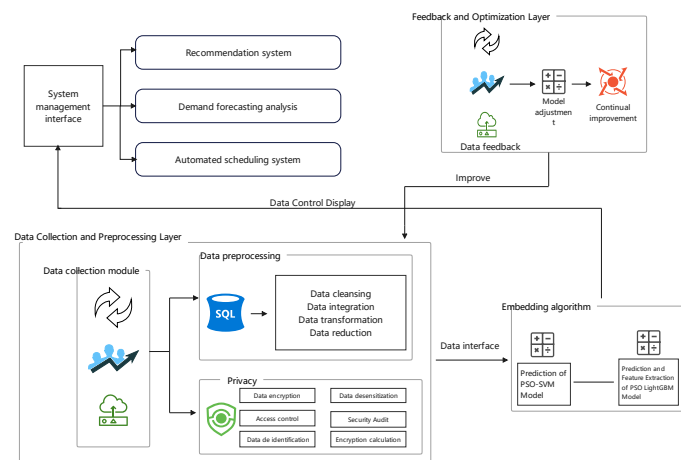 Feedback and Optimization Layer
Recommendation system
System
management
interface
Demand forecasting analysis
Automated scheduling system
Model
adjustmen
t
Continual
improvement
Data feedback
Improve
Data Control Display
Data Collection and Preprocessing Layer
Data collection module
Data preprocessing
SQL
Data cleansing
Data integration
Data transformation
Data reduction
Data interface
Embedding algorithm
Prediction of
PSO-SVM
Model
Prediction and
Feature Extraction
of PSO LightGBM
Model
Privacy
Data encryption
Data desensitization
Access control
Security Audit
Data de identification
Encryption calculation